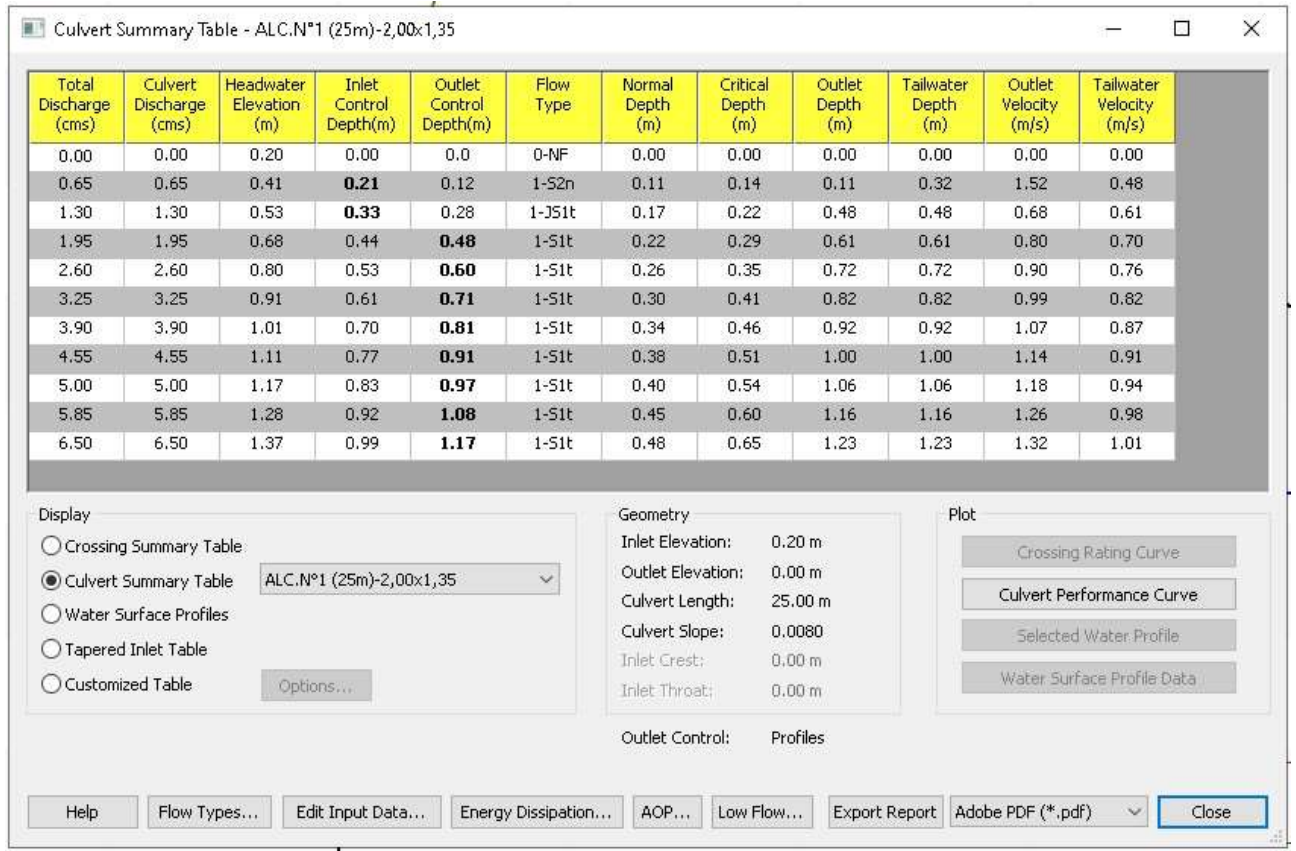 Culvert Summary Table - ALC.N°1 (25m)-2,00x1,35
Total Discharge (cms) Culvert Discharge (cms) Headwater Elevation (m) Inlet Control Depth(m) Outlet Control Depth(m) Flow Type Normal Depth (m) Critical Depth (m) Outlet Depth (m) Tailwater Depth (m) Outlet Velocity (m/s) Tailwater Velocity (m/s)
0.00 0.00 0.20 0.00 0.0 0-NF 0.00 0.00 0.00 0.00 0.00 0.00
0.65 0.65 0.41 0.21 0.12 1-S2n 0.11 0.14 0.11 0.32 1.52 0.48
1.30 1.30 0.53 0.33 0.28 1-JS1t 0.17 0.22 0.48 0.48 0.68 0.61
1.95 1.95 0.68 0.44 0.48 1-S1t 0.22 0.29 0.61 0.61 0.80 0.70
2.60 2.60 0.80 0.53 0.60 1-S1t 0.26 0.35 0.72 0.72 0.90 0.76
3.25 3.25 0.91 0.61 0.71 1-S1t 0.30 0.41 0.82 0.82 0.99 0.82
3.90 3.90 1.01 0.70 0.81 1-S1t 0.34 0.46 0.92 0.92 1.07 0.87
4.55 4.55 1.11 0.77 0.91 1-S1t 0.38 0.51 1.00 1.00 1.14 0.91
5.00 5.00 1.17 0.83 0.97 1-S1t 0.40 0.54 1.06 1.06 1.18 0.94
5.85 5.85 1.28 0.92 1.08 1-S1t 0.45 0.60 1.16 1.16 1.26 0.98
6.50 6.50 1.37 0.99 1.17 1-S1t 0.48 0.65 1.23 1.23 1.32 1.01
Display
Crossing Summary Table
Culvert Summary Table ALC.N°1 (25m)-2,00x1,35
Water Surface Profiles
Tapered Inlet Table
Customized Table Options...
Geometry
Inlet Elevation: 0.20 m
Outlet Elevation: 0.00 m
Culvert Length: 25.00 m
Culvert Slope: 0.0080
Inlet Crest: 0.00 m
Inlet Throat: 0.00 m
Outlet Control: Profiles
Plot
Crossing Rating Curve
Culvert Performance Curve
Selected Water Profile
Water Surface Profile Data
Help Flow Types... Edit Input Data... Energy Dissipation... AOP... Low Flow... Export Report Adobe PDF (*.pdf) Close